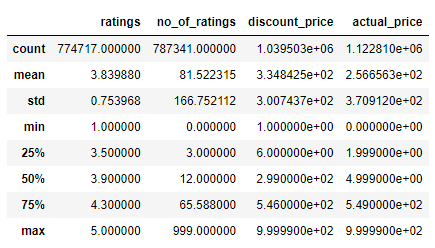 ratings no_of_ratings discount_price actual_price
count 774717.000000 787341.000000 1.039503e+06 1.122810e+06
mean 3.839880 81.522315 3.348425e+02 2.566563e+02
std 0.753968 166.752112 3.007437e+02 3.709120e+02
min 1.000000 0.000000 1.000000e+00 0.000000e+00
25% 3.500000 3.000000 6.000000e+00 1.999000e+00
50% 3.900000 12.000000 2.990000e+02 4.999000e+00
75% 4.300000 65.588000 5.460000e+02 5.490000e+02
max 5.000000 999.000000 9.999900e+02 9.999900e+02